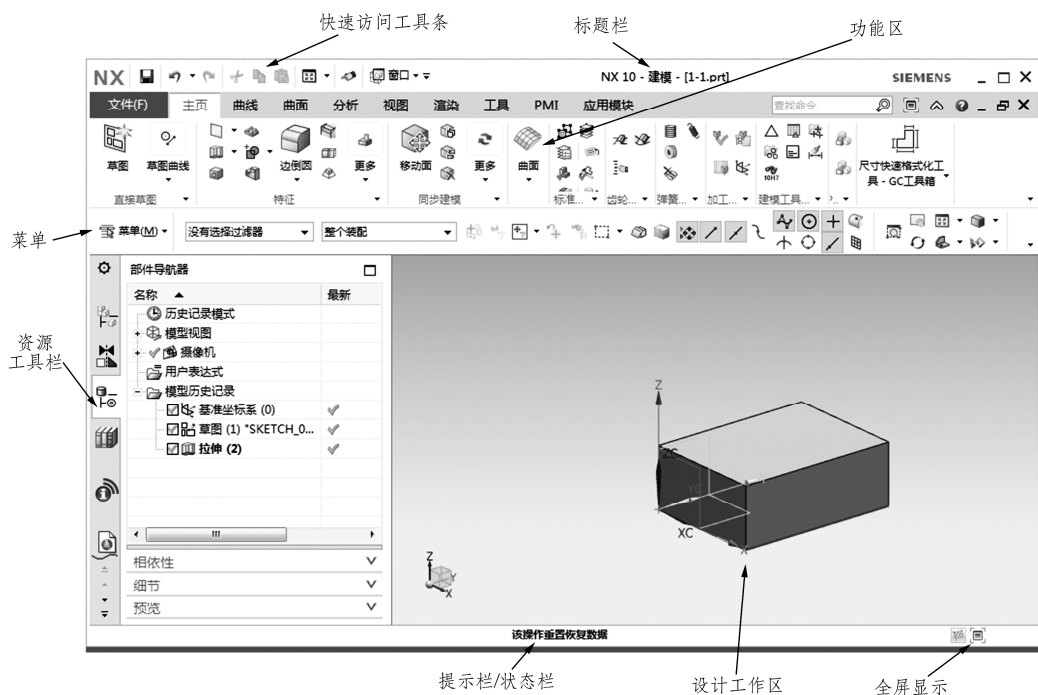 快速访问工具条
标题栏
功能区
NX
窗口
NX 10 - 建模 - [1-1.prt]
SIEMENS
文件(F)
主页
曲线
曲面
分析
视图
渲染
工具
PMI
应用模块
查找命令
草图
草图曲线
边倒圆
更多
移动面
更多
曲面
10H7
尺寸快速格式化工
具 - GC工具箱
直接草图
特征
同步建模
标准...
齿轮...
弹簧...
加工...
建模工具...
菜单
菜单(M)
没有选择过滤器
整个装配
部件导航器
名称
最新
历史记录模式
模型视图
摄像机
用户表达式
模型历史记录
基准坐标系 (0)
草图 (1) "SKETCH_0...
拉伸 (2)
资源
工具栏
相依性
细节
预览
Z
ZC
YC
XC
X
Z
Y
X
该操作重置恢复数据
提示栏/状态栏
设计工作区
全屏显示